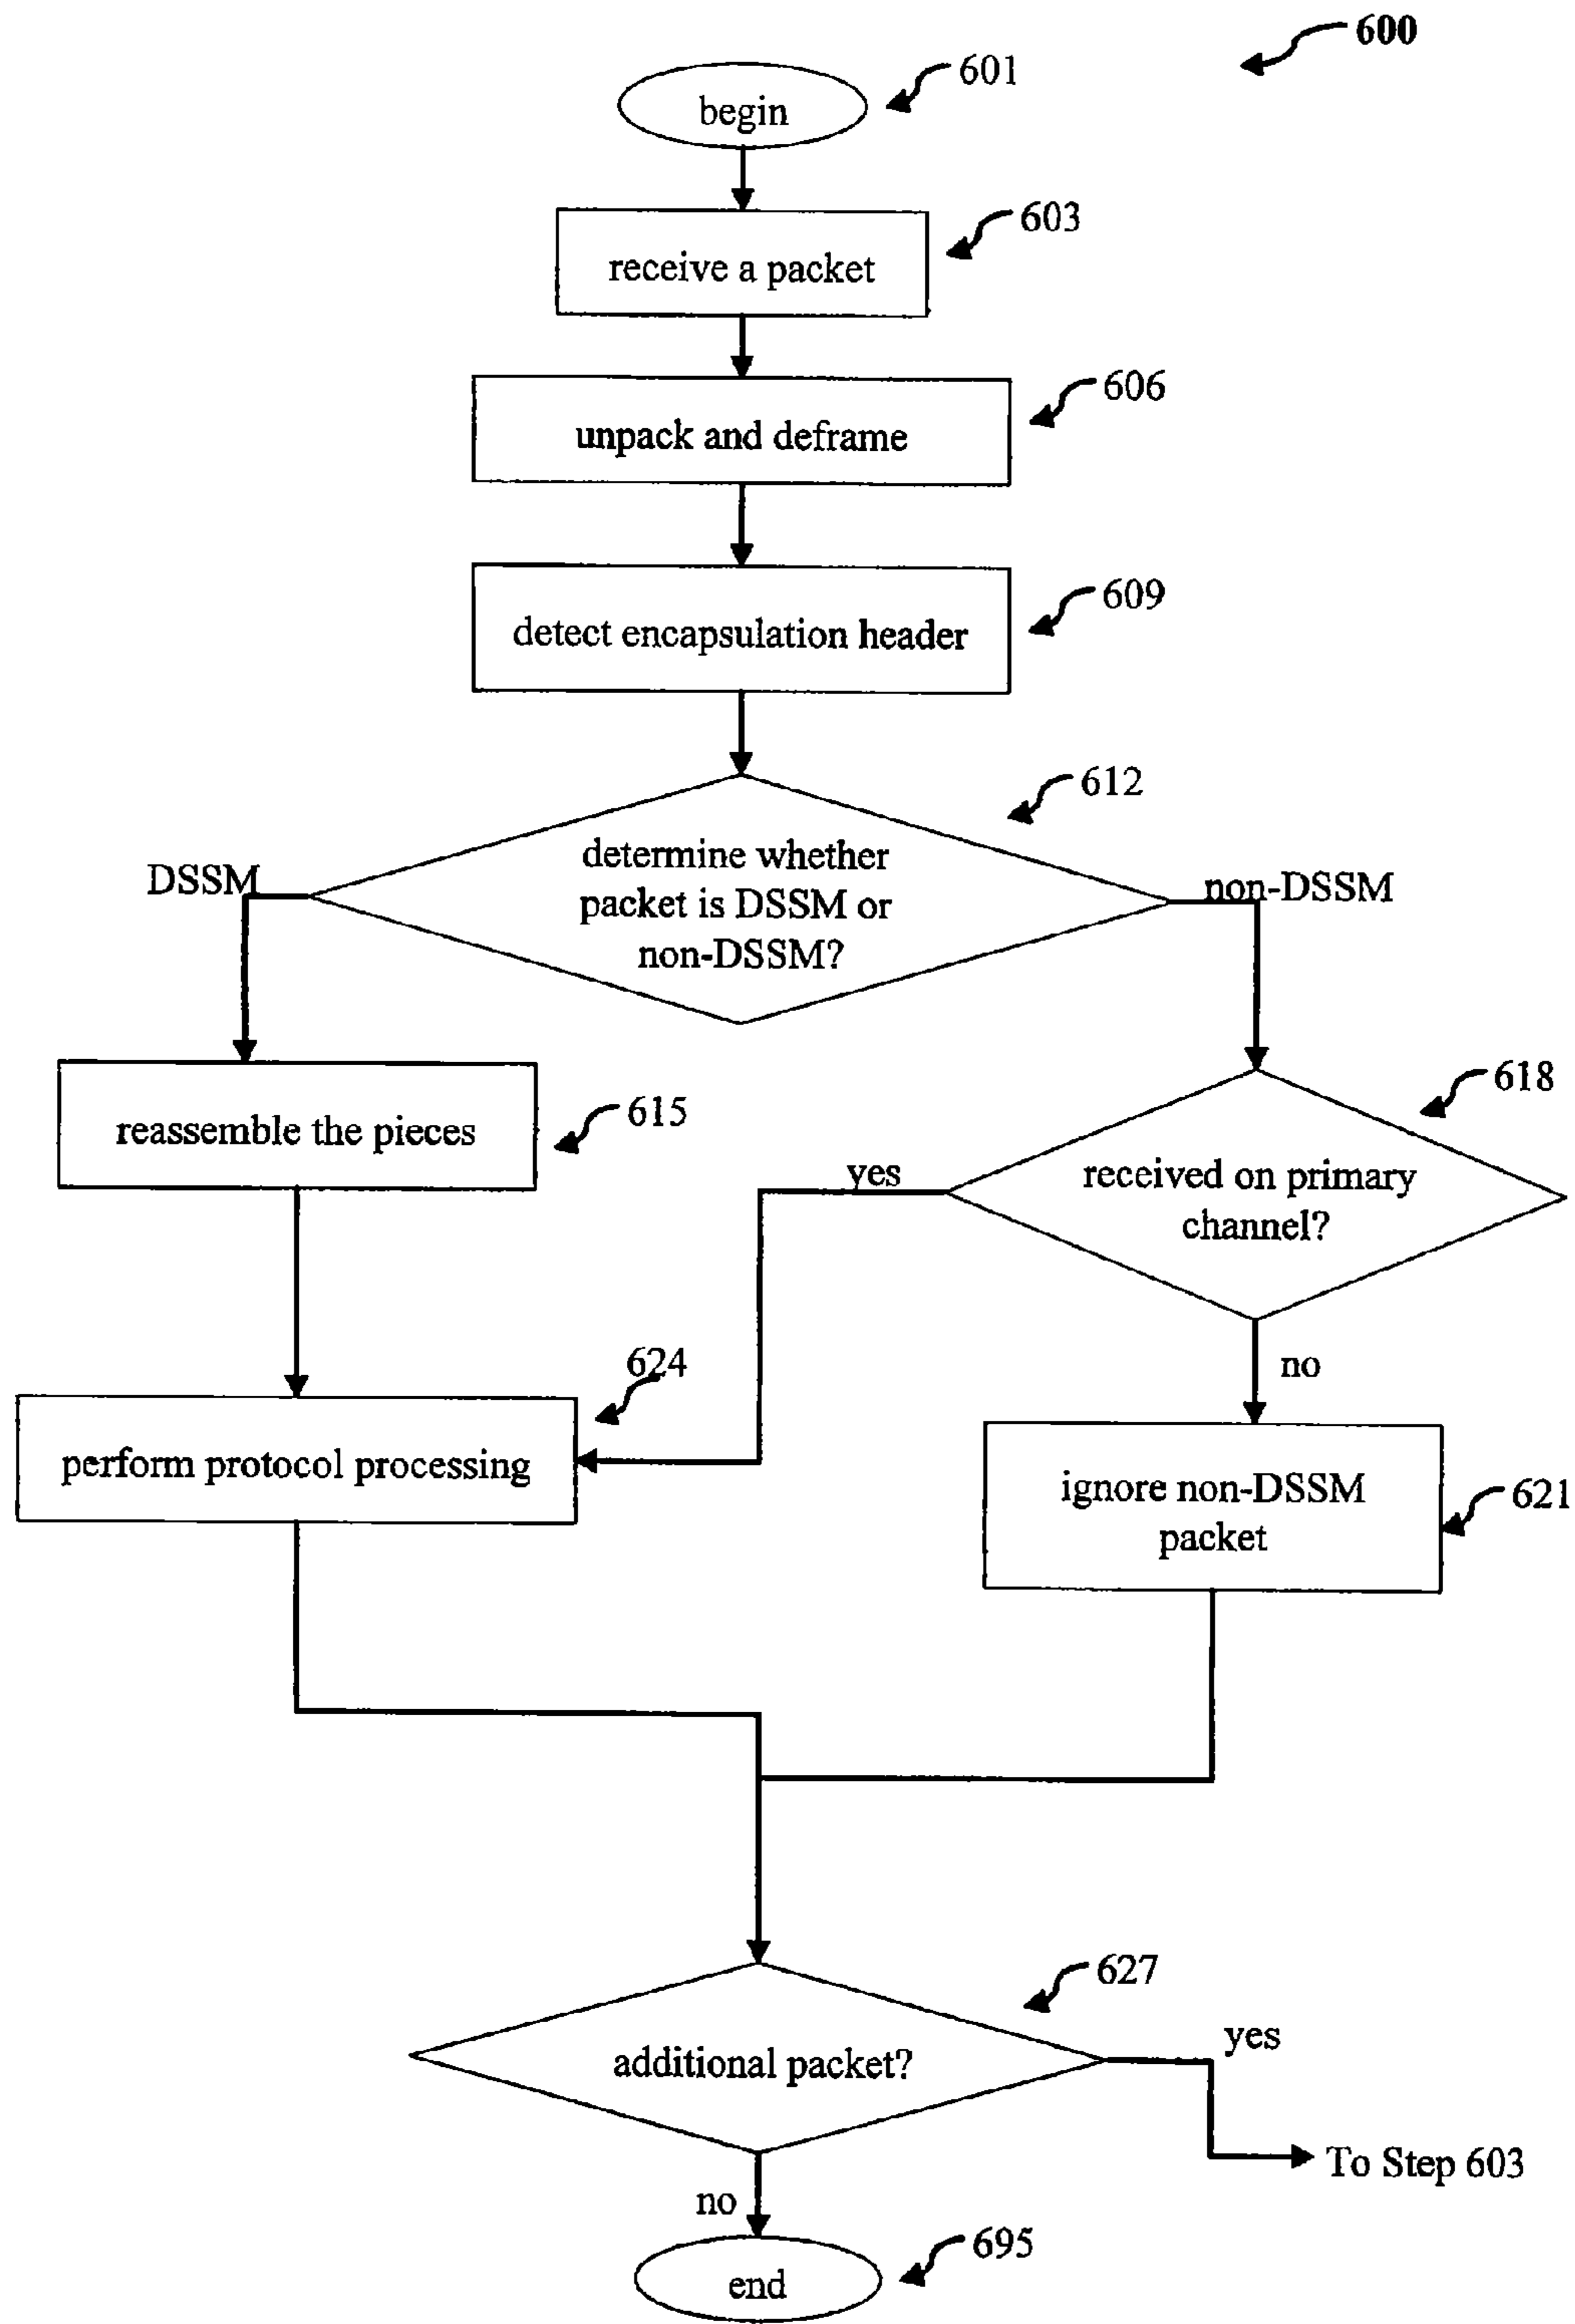 600
601
begin
603
receive a packet
606
unpack and deframe
609
detect encapsulation header
612
determine whether
packet is DSSM or
non-DSSM?
DSSM
non-DSSM
618
615
reassemble the pieces
yes
received on primary
channel?
no
624
perform protocol processing
ignore non-DSSM
packet
621
627
additional packet?
yes
To Step 603
no
695
end